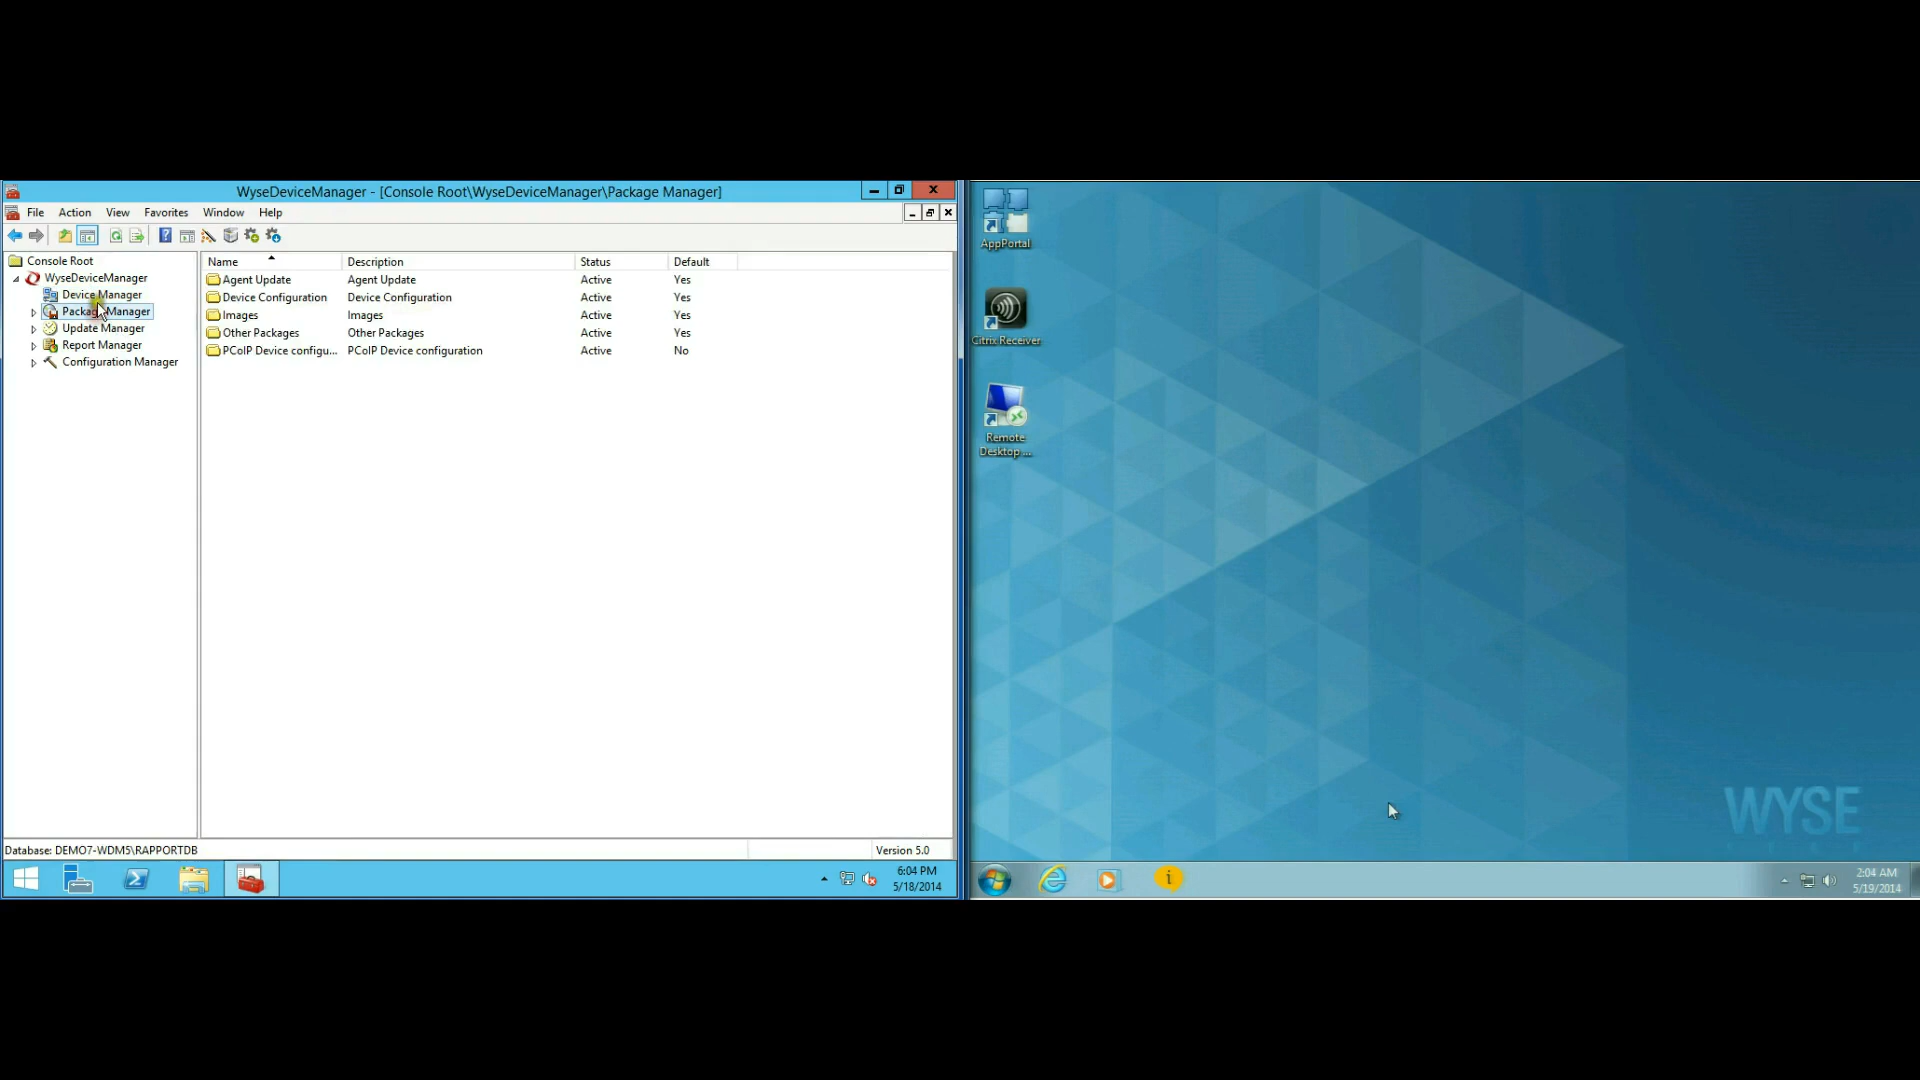 WyseDeviceManager - [Console Root\WyseDeviceManager\Package Manager]
File Action View Favorites Window Help
Console Root
WyseDeviceManager
Device Manager
Package Manager
Update Manager
Report Manager
Configuration Manager
Name Description Status Default
Agent Update Agent Update Active Yes
Device Configuration Device Configuration Active Yes
Images Images Active Yes
Other Packages Other Packages Active Yes
PCoIP Device configu... PCoIP Device configuration Active No
Database: DEMO7-WDM5\RAPPORTDB
Version 5.0
6:04 PM
5/18/2014
AppPortal
Citrix Receiver
Remote
Desktop ...
WYSE
2:04 AM
5/19/2014